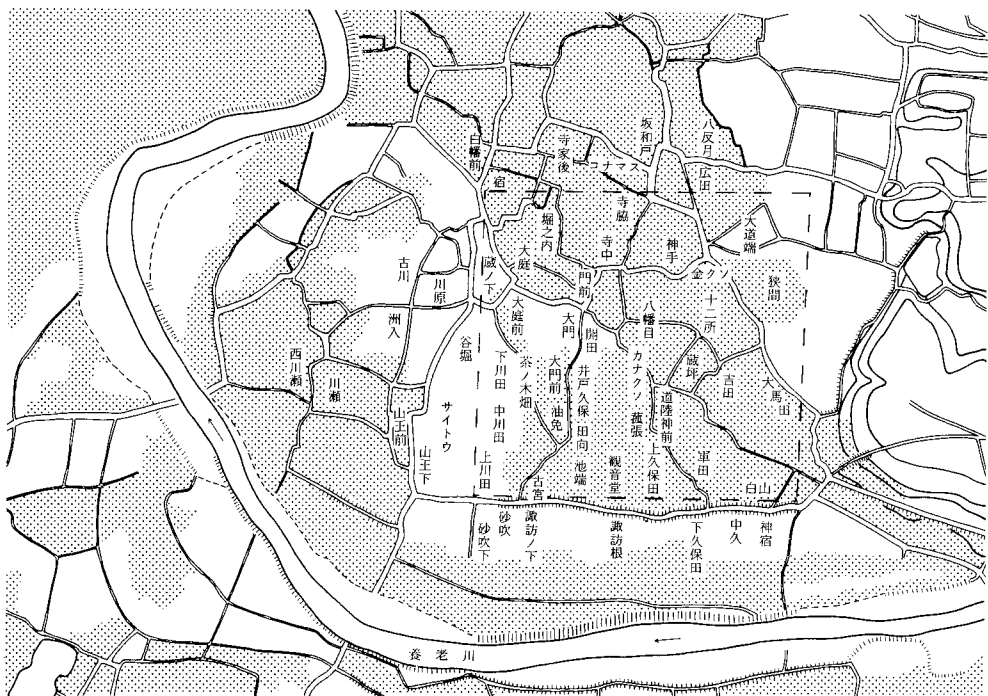 白幡前
宿
寺家後
コナマス
坂和戸
八反月
広田
堀之内
寺脇
寺中
神手
大道端
金クソ
狭間
古川
川原
蔵ノ下
大庭
大庭前
門前
大門
開田
八幡目
十二所
洲入
谷堀
下川田
茶ノ木畑
大門前
井戸久保
カナクソ
蔵坪
吉田
大馬田
西川瀬
川瀬
山王前
山王下
サイトウ
中川田
上川田
油免
田向
菰張
道陸神前
古宮
池端
観音堂
上久保田
車田
白山
砂吹下
砂吹
諏訪ノ下
諏訪根
下久保田
中久
神宿
養老川